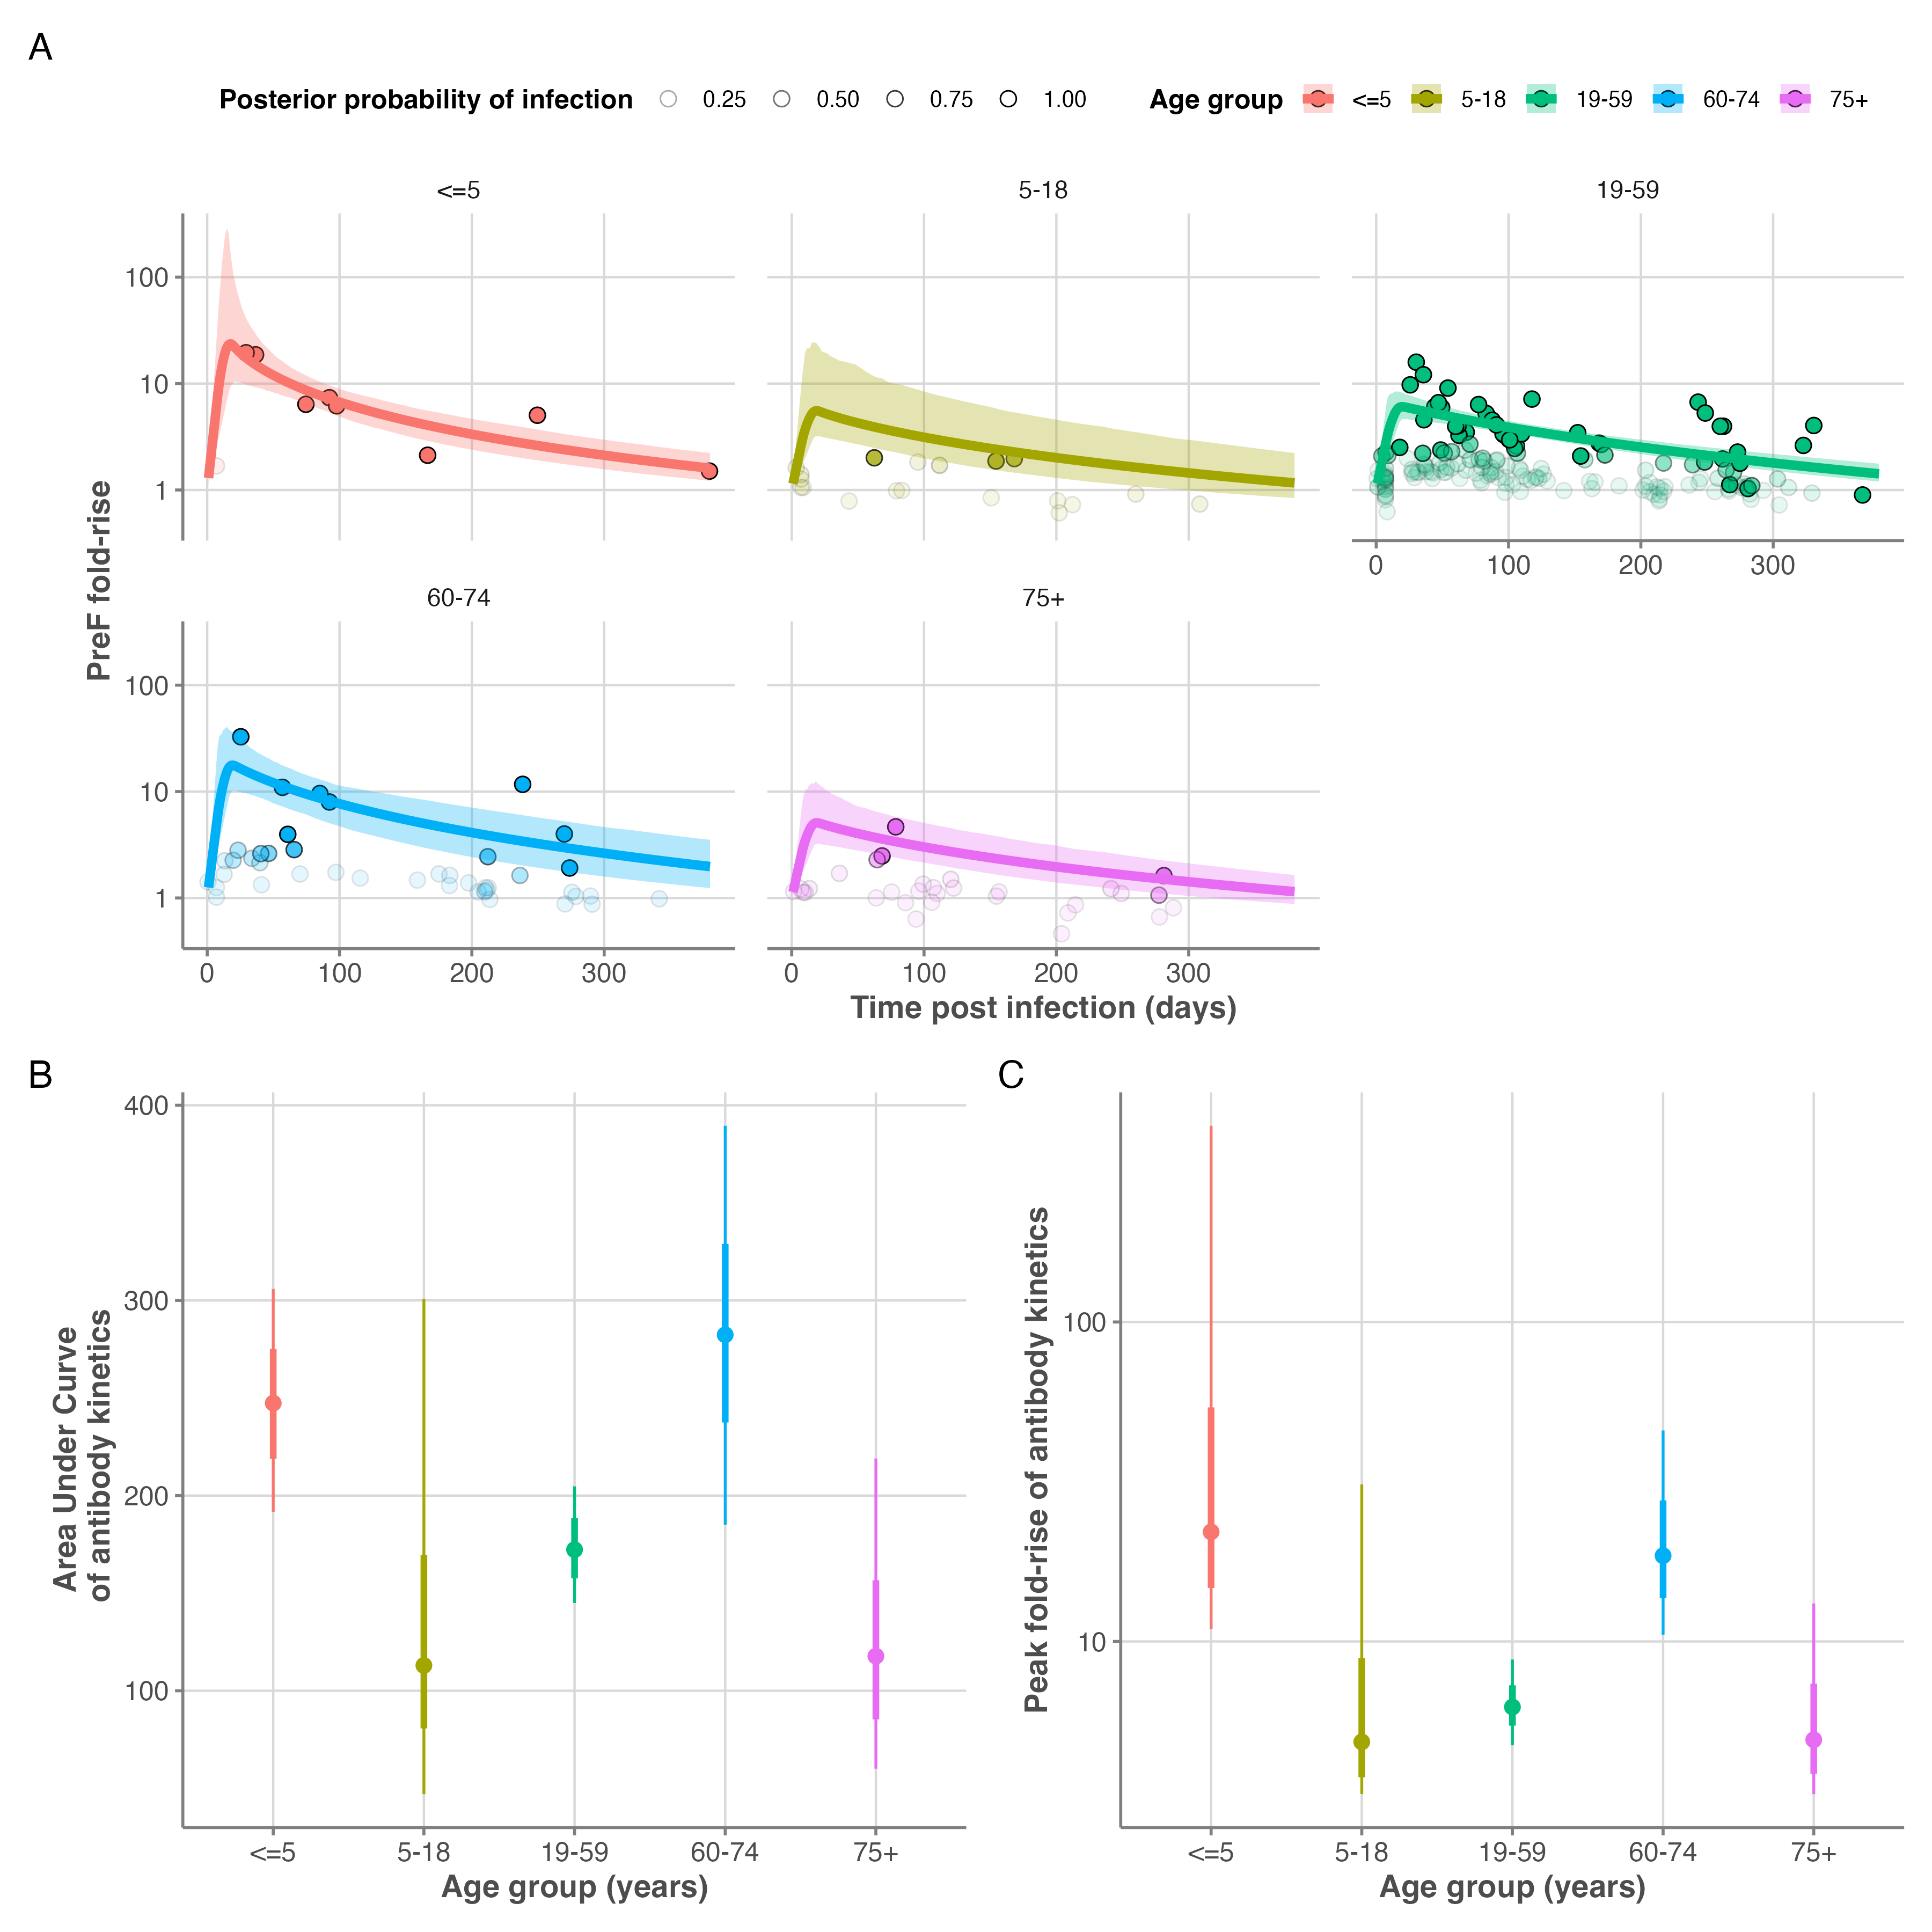 A
Posterior probability of infection 0.25 0.50 0.75 1.00 Age group <=5 5-18 19-59 60-74 75+
<=5 5-18 19-59
100
10
1
0 100 200 300
PreF fold-rise
60-74 75+
100
10
1
0 100 200 300 0 100 200 300
Time post infection (days)
B
400
300
200
100
Area Under Curve
of antibody kinetics
<=5 5-18 19-59 60-74 75+
Age group (years)
C
100
10
Peak fold-rise of antibody kinetics
<=5 5-18 19-59 60-74 75+
Age group (years)